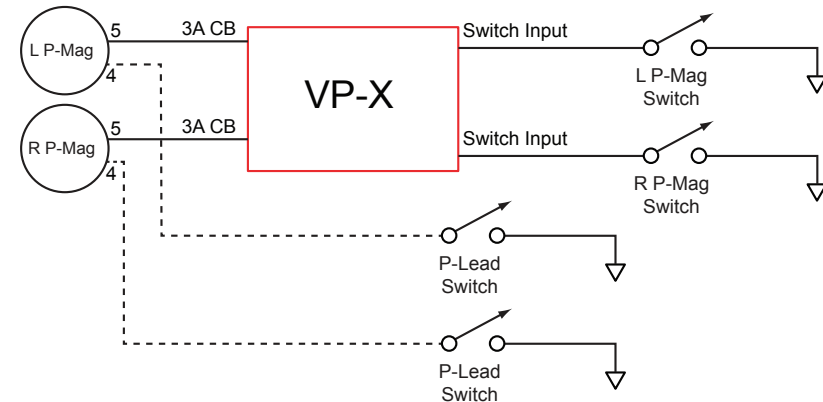 5
3A CB
Switch Input
L P-Mag
4
L P-Mag
Switch
VP-X
5
3A CB
Switch Input
R P-Mag
4
R P-Mag
Switch
P-Lead
Switch
P-Lead
Switch